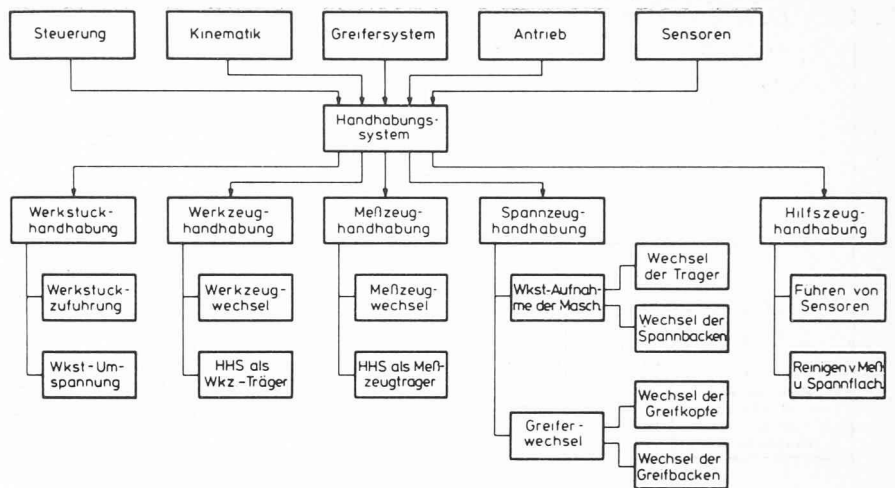 Steuerung
Kinematik
Greifersystem
Antrieb
Sensoren
Handhabungs-
system
Werkstuck-
handhabung
Werkzeug-
handhabung
Meßzeug-
handhabung
Spannzeug-
handhabung
Hilfszeug-
handhabung
Werkstuck-
zufuhrung
Wkst-Um-
spannung
Werkzeug-
wechsel
HHS als
Wkz-Träger
Meßzeug-
wechsel
HHS als Meß-
zeugtrager
Wkst-Aufnah-
me der Masch.
Wechsel
der Trager
Wechsel der
Spannbacken
Greifer-
wechsel
Wechsel der
Greifkopfe
Wechsel der
Greifbacken
Führen von
Sensoren
Reinigen v Meß-
u Spannflach.